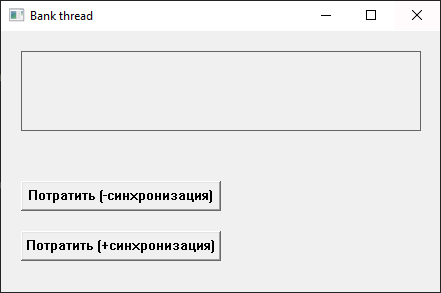 Bank thread
Потратить (-синхронизация)
Потратить (+синхронизация)